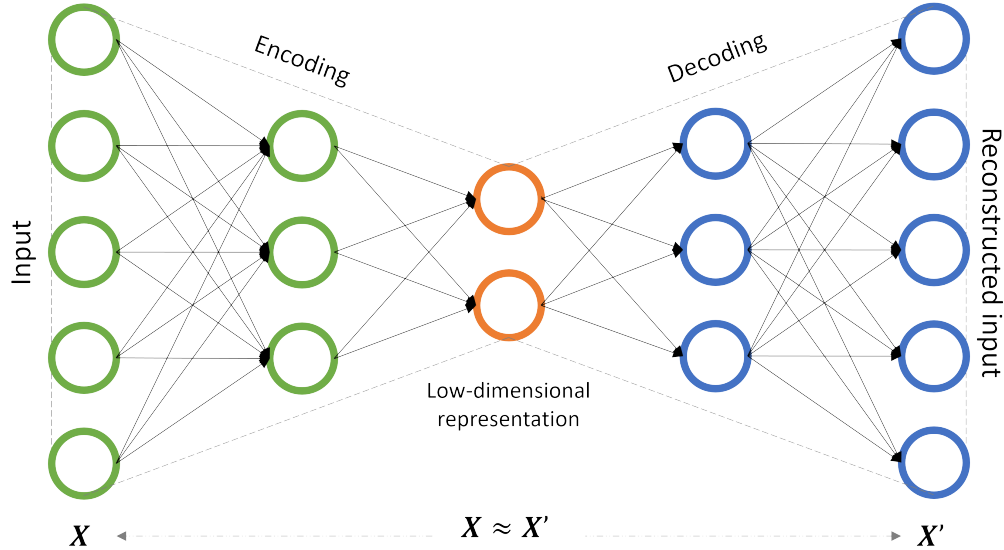 Encoding
Decoding
Input
Reconstructed input
Low-dimensional
representation
X
X ≈ X’
X’